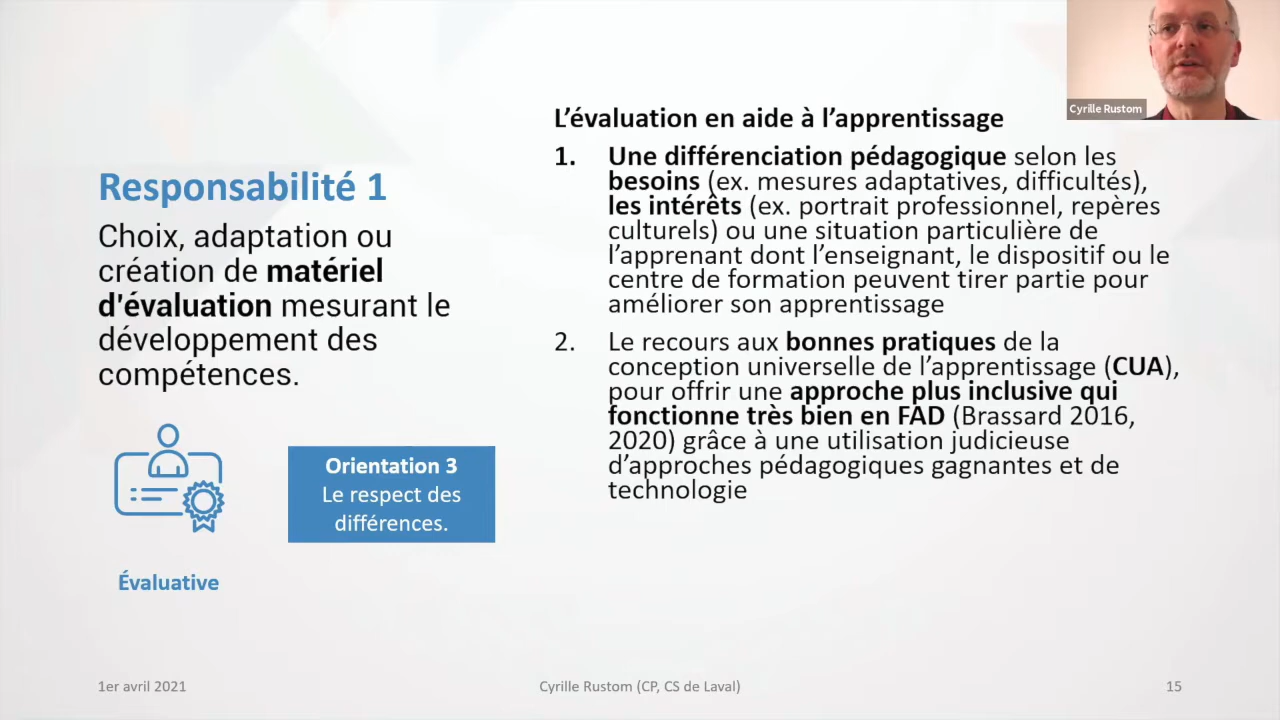 Cyrille Rustom
Responsabilité 1
Choix, adaptation ou
création de matériel
d'évaluation mesurant le
développement des
compétences.
Orientation 3
Le respect des
différences.
Évaluative
L’évaluation en aide à l’apprentissage
1. Une différenciation pédagogique selon les
besoins (ex. mesures adaptatives, difficultés),
les intérêts (ex. portrait professionnel, repères
culturels) ou une situation particulière de
l’apprenant dont l’enseignant, le dispositif ou le
centre de formation peuvent tirer partie pour
améliorer son apprentissage
2. Le recours aux bonnes pratiques de la
conception universelle de l’apprentissage (CUA),
pour offrir une approche plus inclusive qui
fonctionne très bien en FAD (Brassard 2016,
2020) grâce à une utilisation judicieuse
d’approches pédagogiques gagnantes et de
technologie
1er avril 2021
Cyrille Rustom (CP, CS de Laval)
15